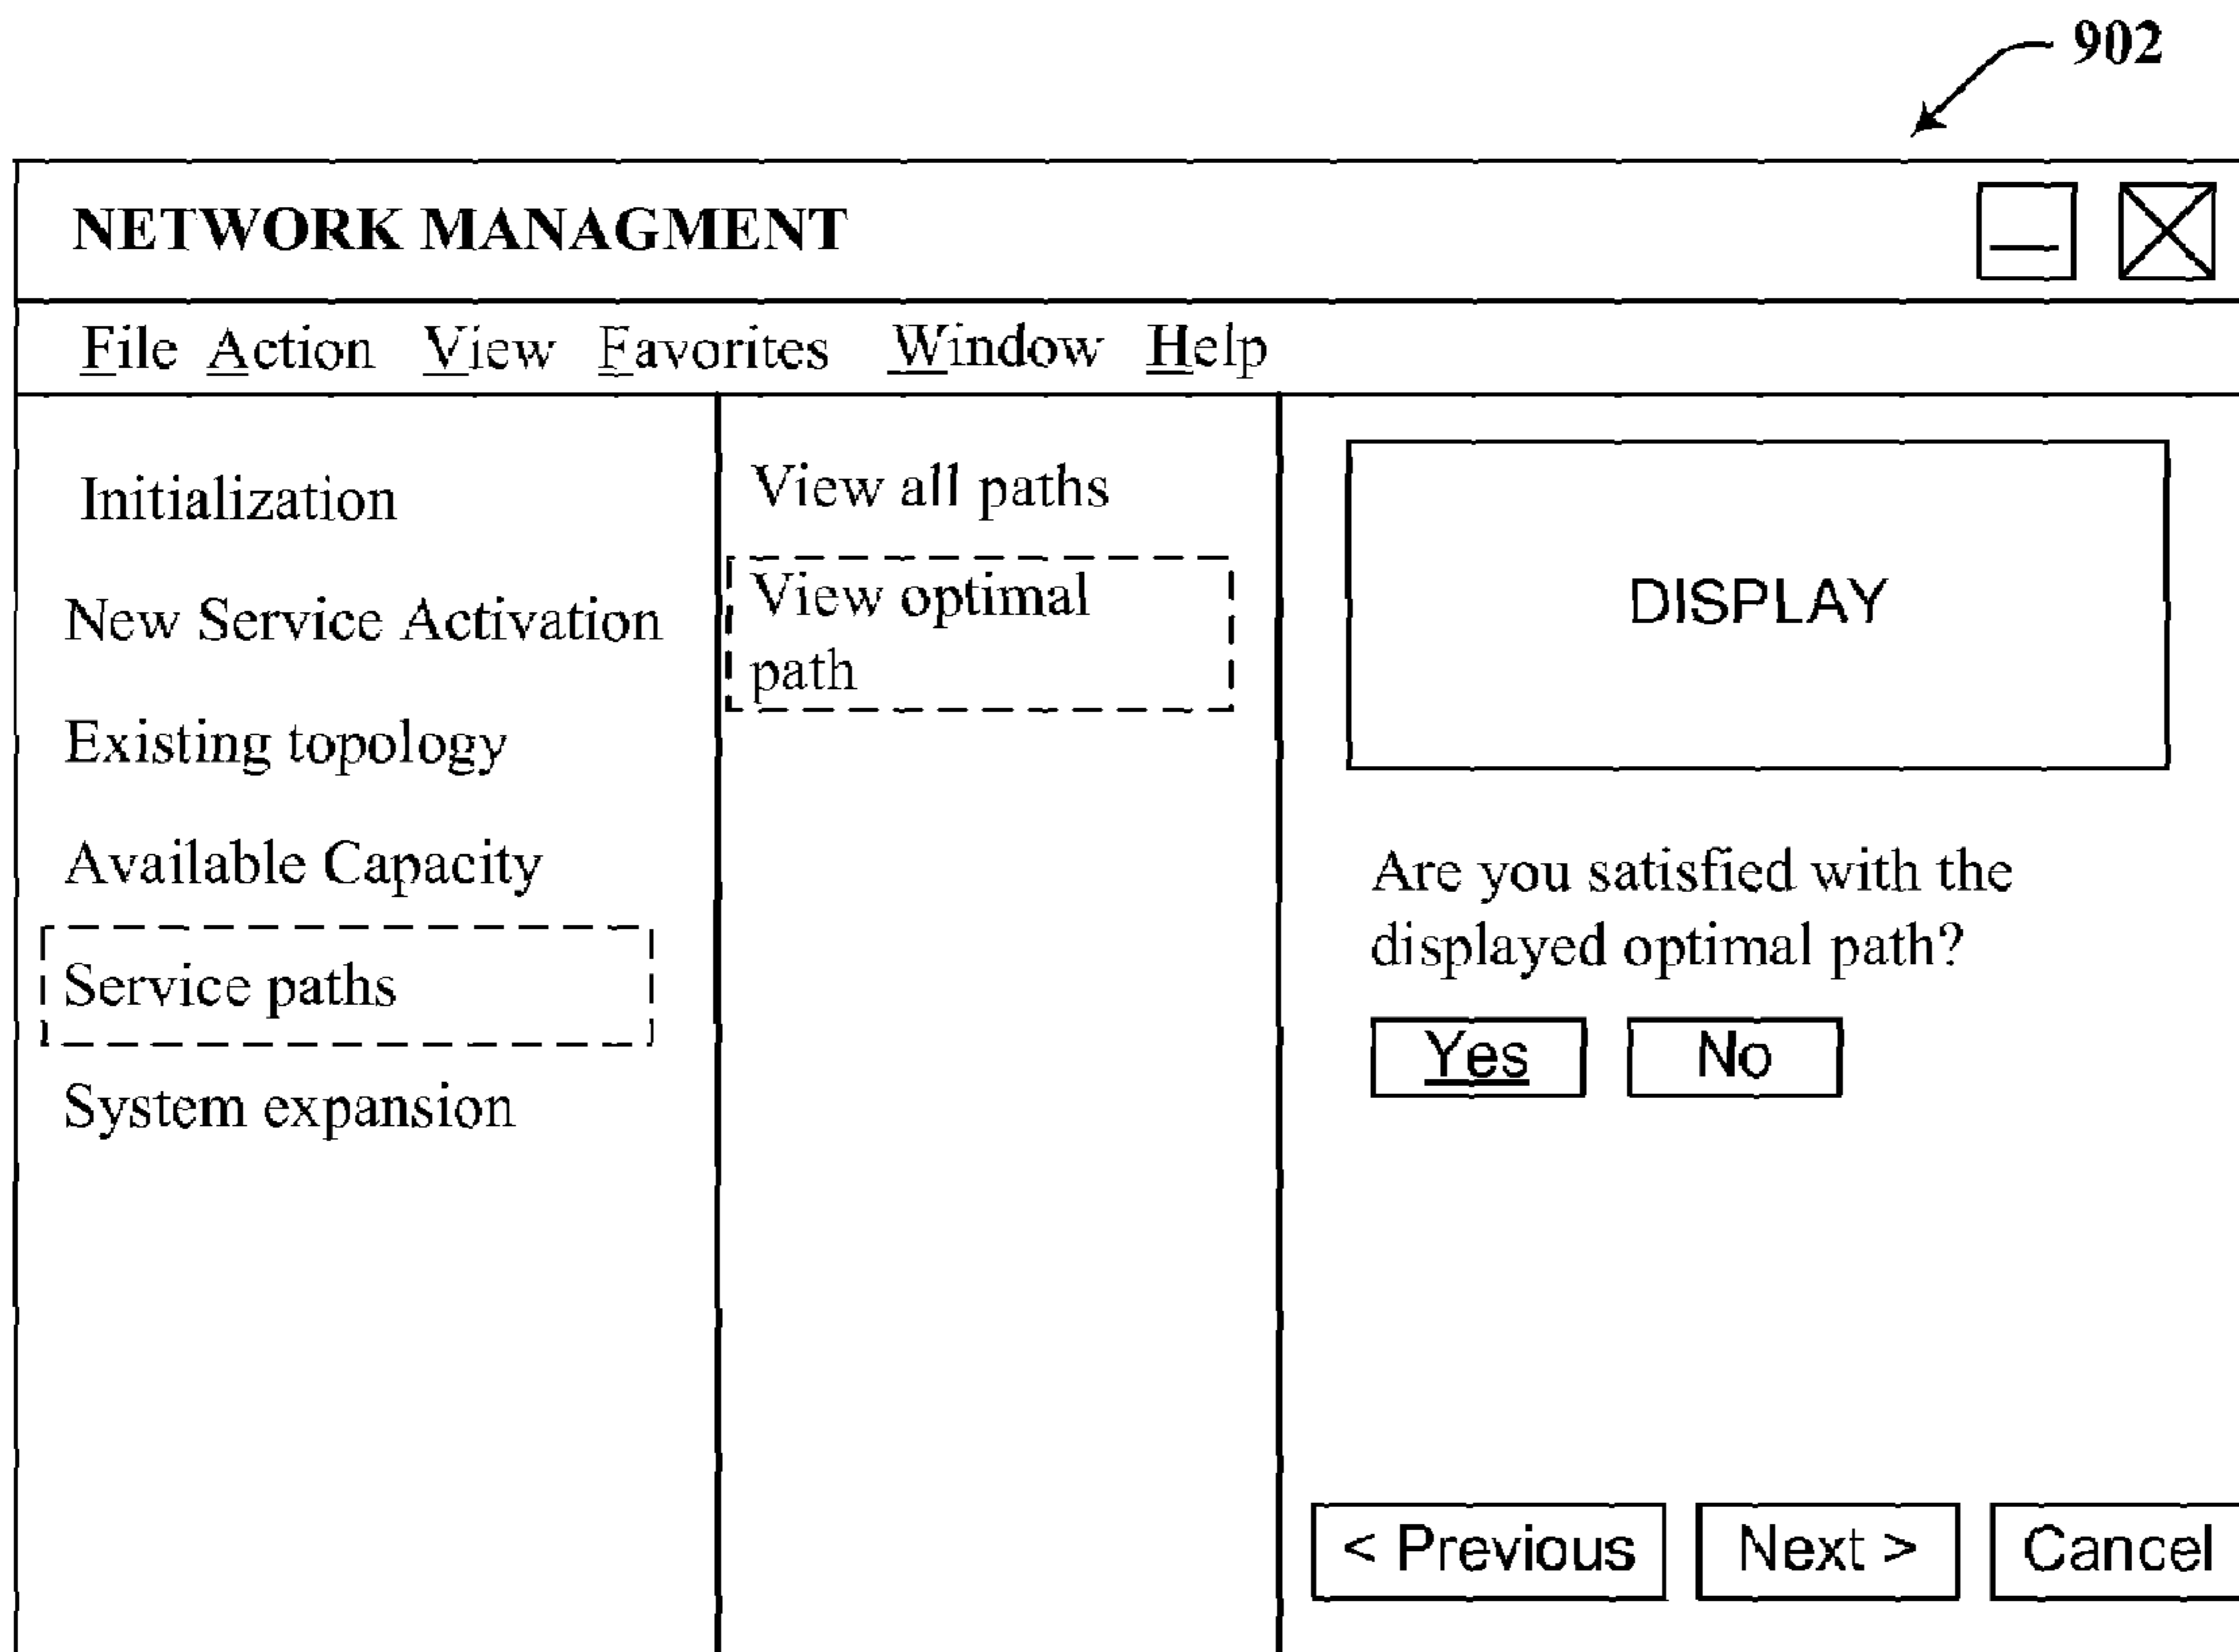 902
NETWORK MANAGMENT
File Action View Favorites Window Help
Initialization
New Service Activation
Existing topology
Available Capacity
Service paths
System expansion
View all paths
View optimal
path
DISPLAY
Are you satisfied with the
displayed optimal path?
Yes No
< Previous Next > Cancel